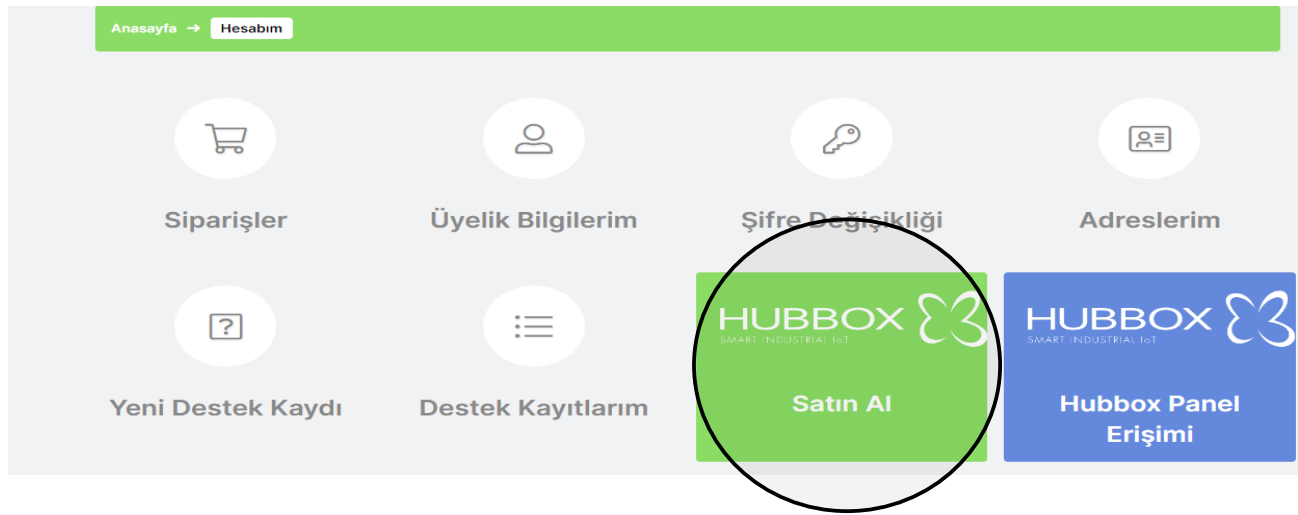 Anasayfa → Hesabım
Siparişler
Üyelik Bilgilerim
Şifre Değişikliği
Adreslerim
Yeni Destek Kaydı
Destek Kayıtlarım
HUBBOX
SMART INDUSTRIAL IoT
Satın Al
HUBBOX
SMART INDUSTRIAL IoT
Hubbox Panel
Erişimi